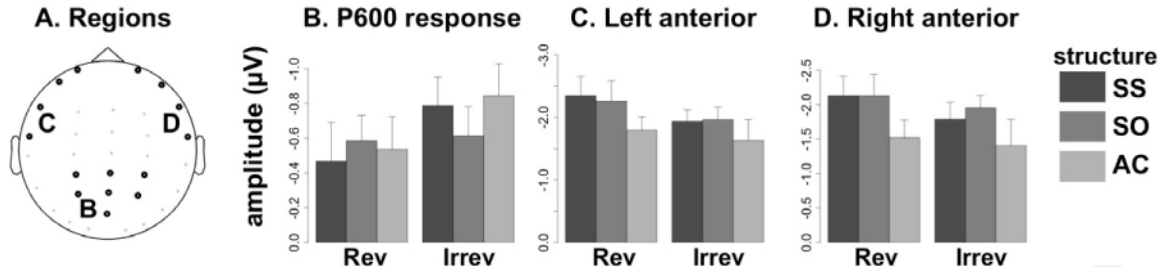 A. Regions
B. P600 response
C. Left anterior
D. Right anterior
C
D
B
amplitude (µV)
-1.0
-0.8
-0.6
-0.4
-0.2
0.0
Rev
Irrev
-3.0
-2.0
-1.0
0.0
Rev
Irrev
-2.5
-2.0
-1.5
-1.0
-0.5
0.0
Rev
Irrev
structure
SS
SO
AC